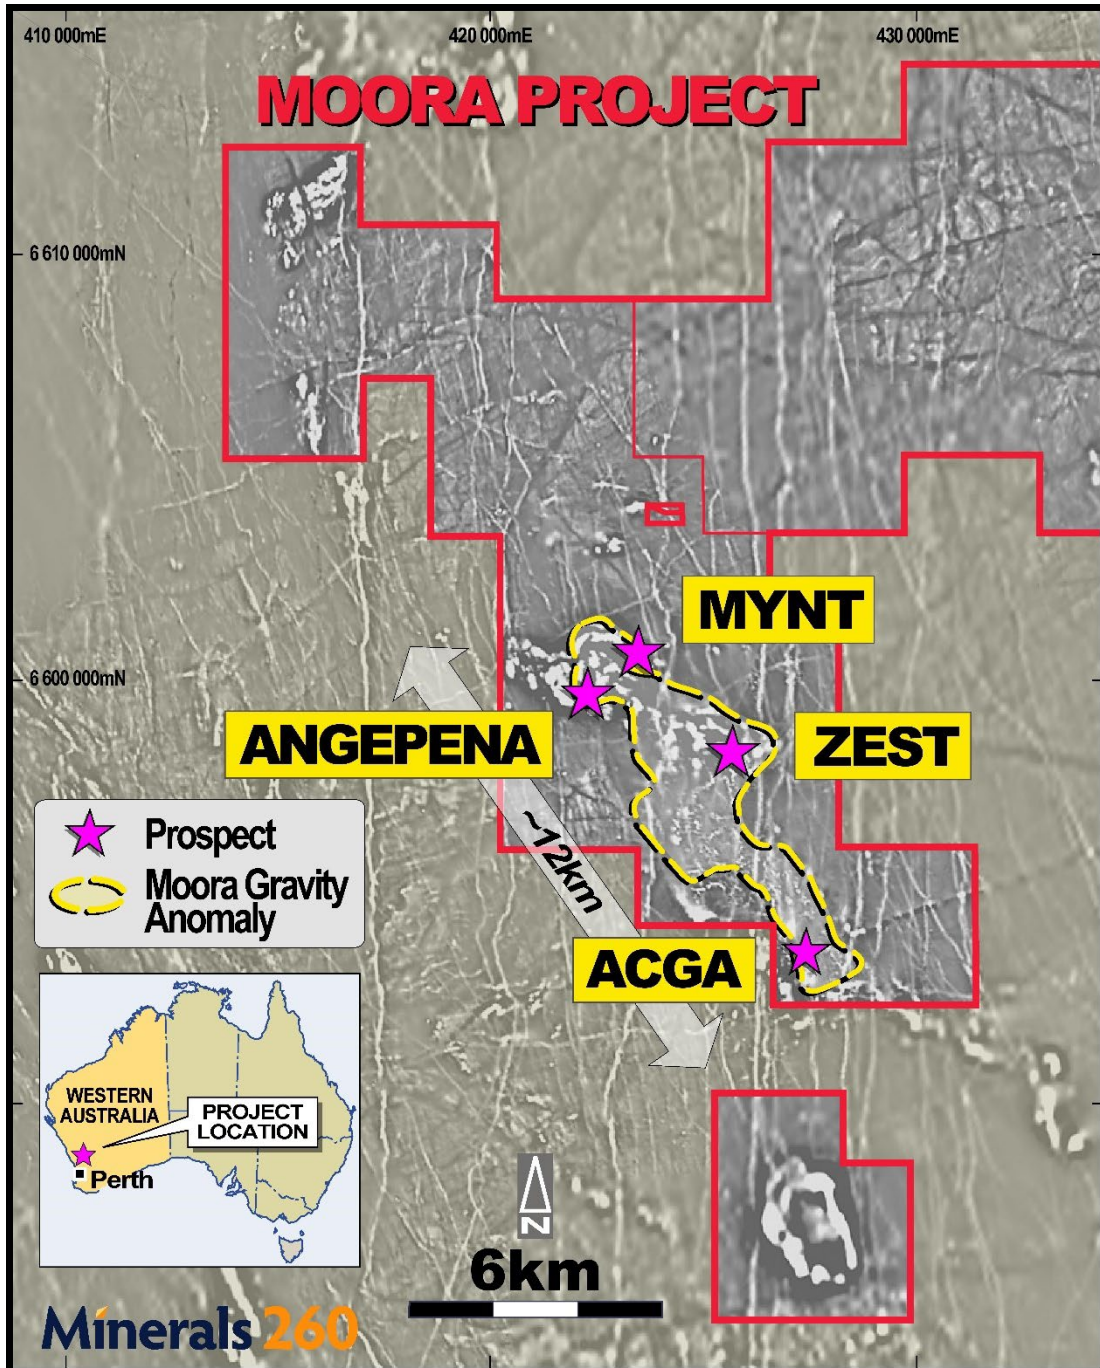 410 000mE
420 000mE
430 000mE
MOORA PROJECT
6 610 000mN
MYNT
6 600 000mN
ANGEPENA
ZEST
~12km
Prospect
Moora Gravity
Anomaly
ACGA
WESTERN
AUSTRALIA
PROJECT
LOCATION
Perth
N
6km
Minerals 260